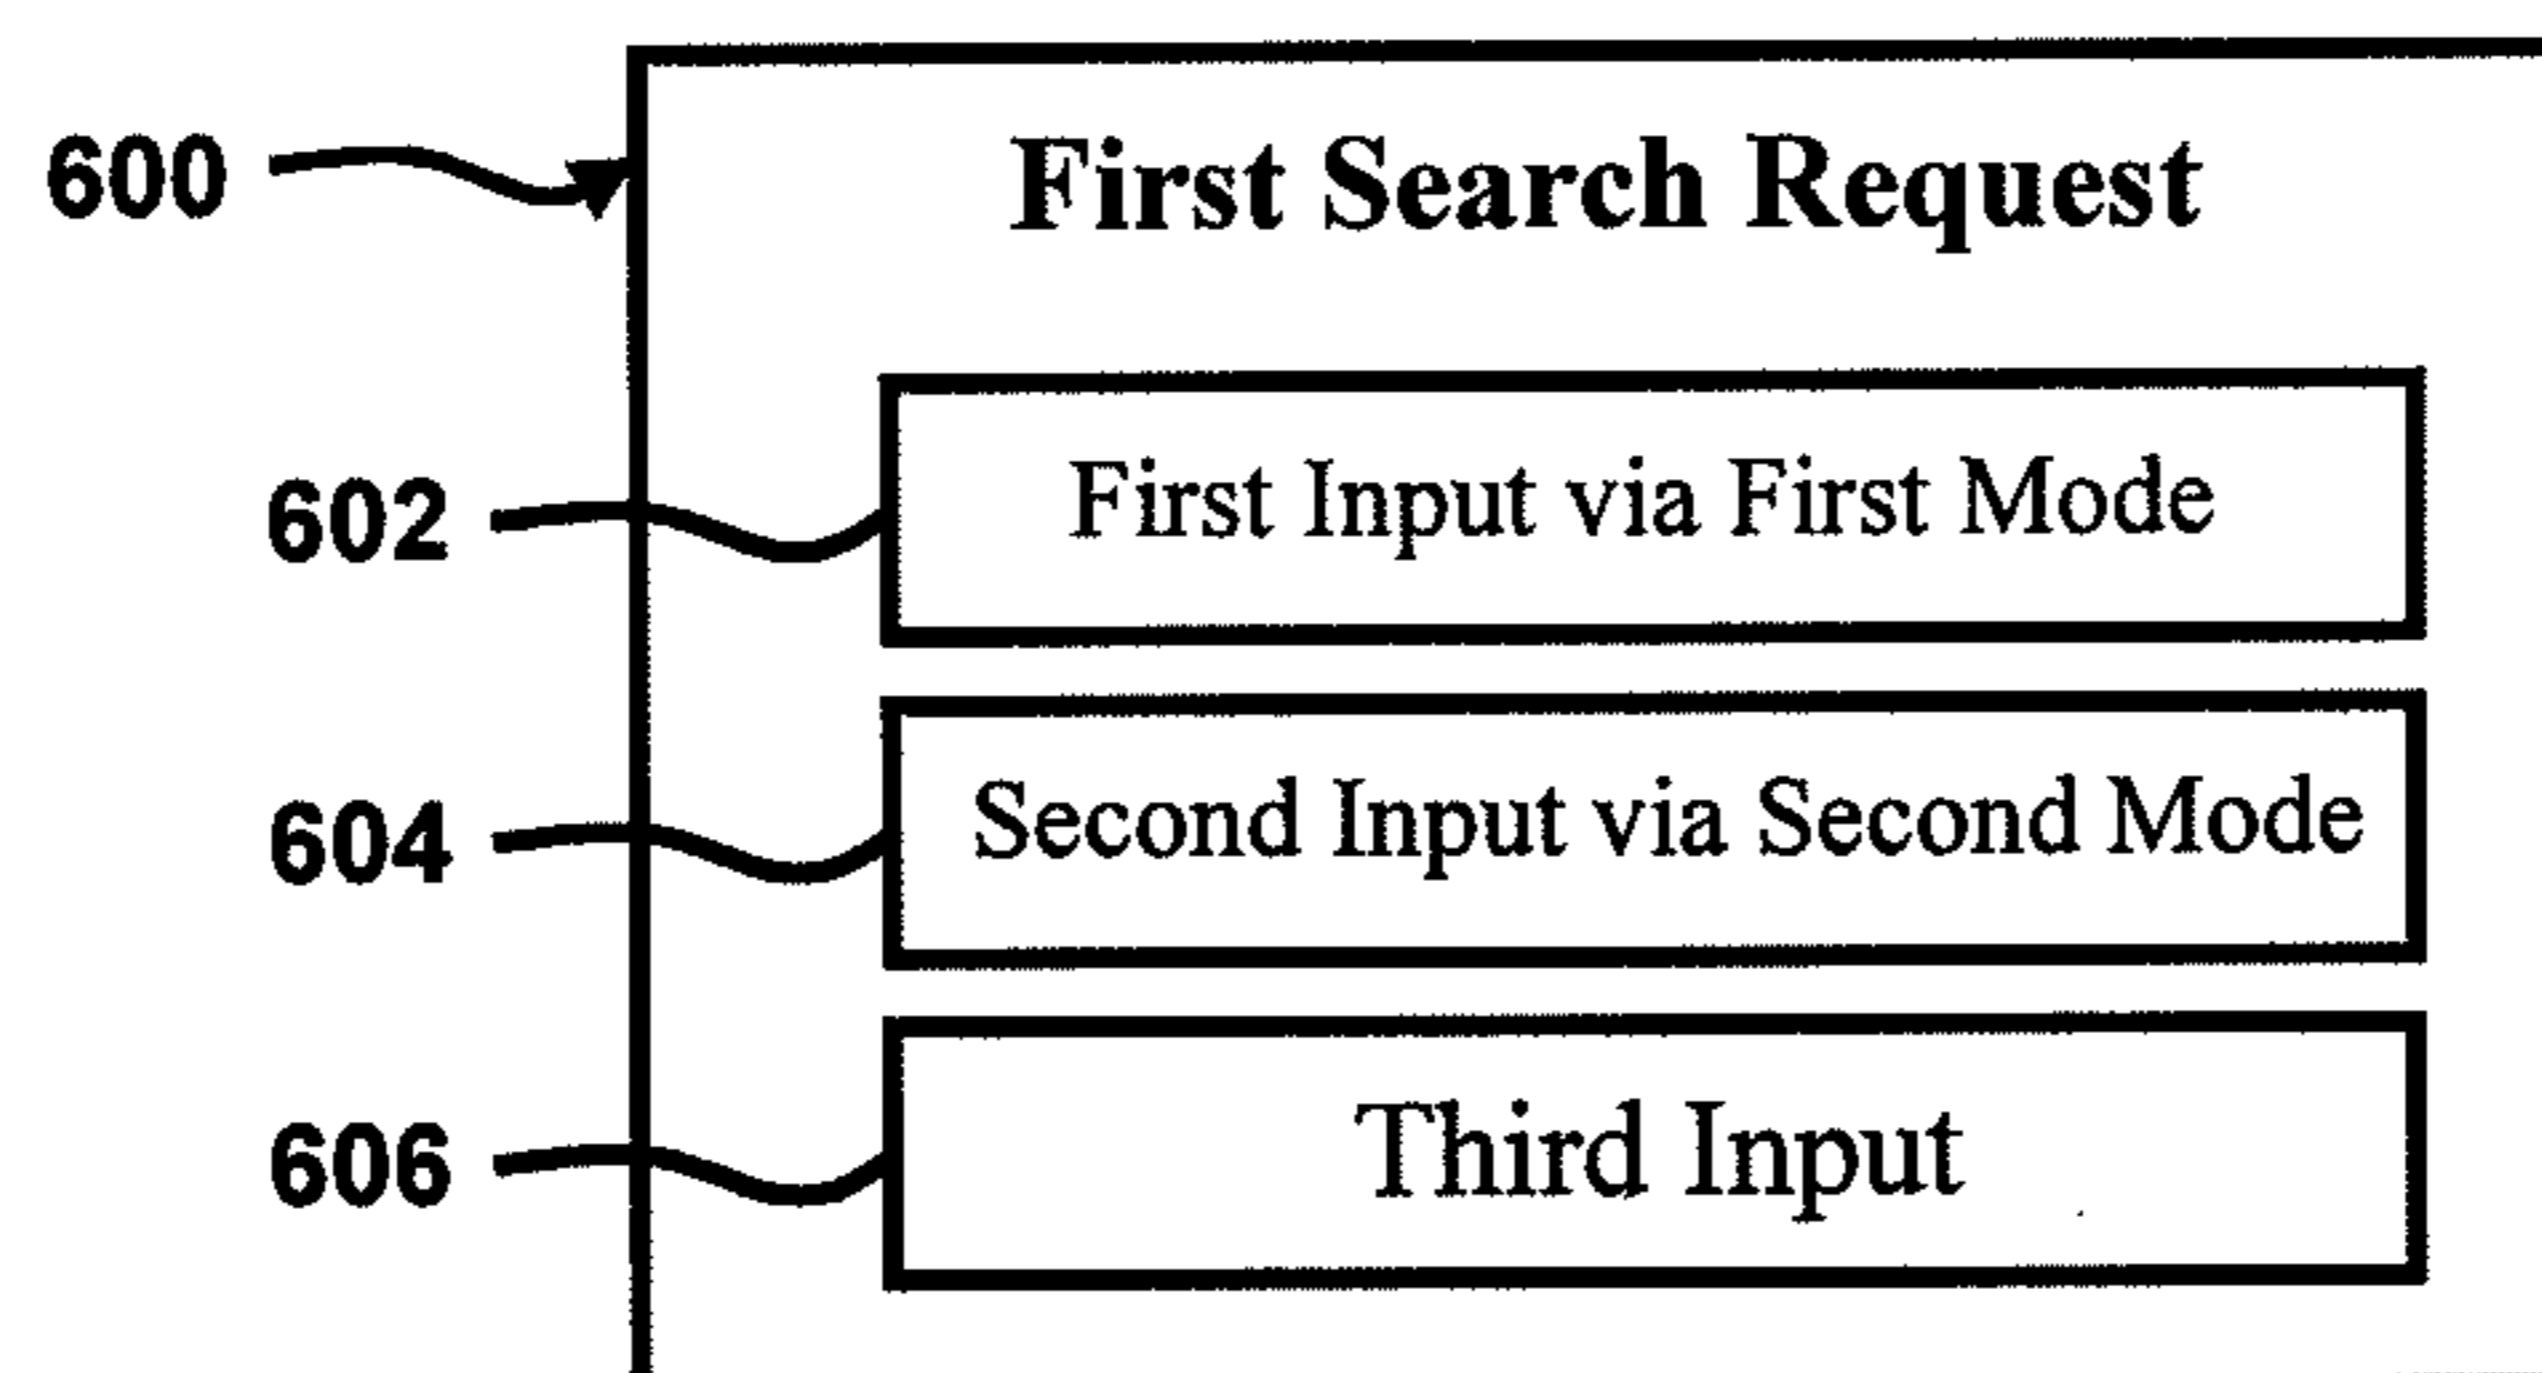 600 First Search Request
602 First Input via First Mode
604 Second Input via Second Mode
606 Third Input